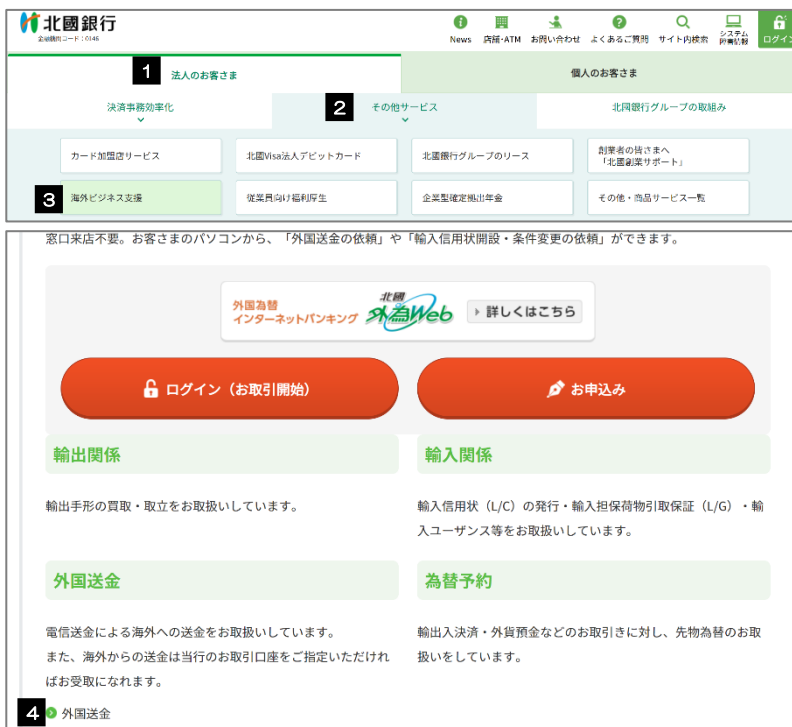 北國銀行
金融機関コード：0146
News 店舗・ATM お問い合わせ よくあるご質問 サイト内検索 システム障害情報 ログイン
1 法人のお客さま 個人のお客さま
決済事務効率化 2 その他サービス 北国銀行グループの取組み
カード加盟店サービス 北國Visa法人デビットカード 北國銀行グループのリース 創業者の皆さまへ
「北國創業サポート」
3 海外ビジネス支援 従業員向け福利厚生 企業型確定拠出年金 その他・商品サービス一覧
窓口来店不要。お客さまのパソコンから、「外国送金の依頼」や「輸入信用状開設・条件変更の依頼」ができます。
外国為替
インターネットバンキング 北國 外為Web 詳しくはこちら
ログイン（お取引開始） お申込み
輸出関係
輸出手形の買取・取立をお取扱いしています。
輸入関係
輸入信用状（L/C）の発行・輸入担保荷物引取保証（L/G）・輸
入ユーザンス等をお取扱いしています。
外国送金
電信送金による海外への送金をお取扱いしています。
また、海外からの送金は当行のお取引口座をご指定いただけれ
ばお受取になれます。
4 外国送金
為替予約
輸出入決済・外貨預金などのお取引きに対し、先物為替のお取
扱いをしています。